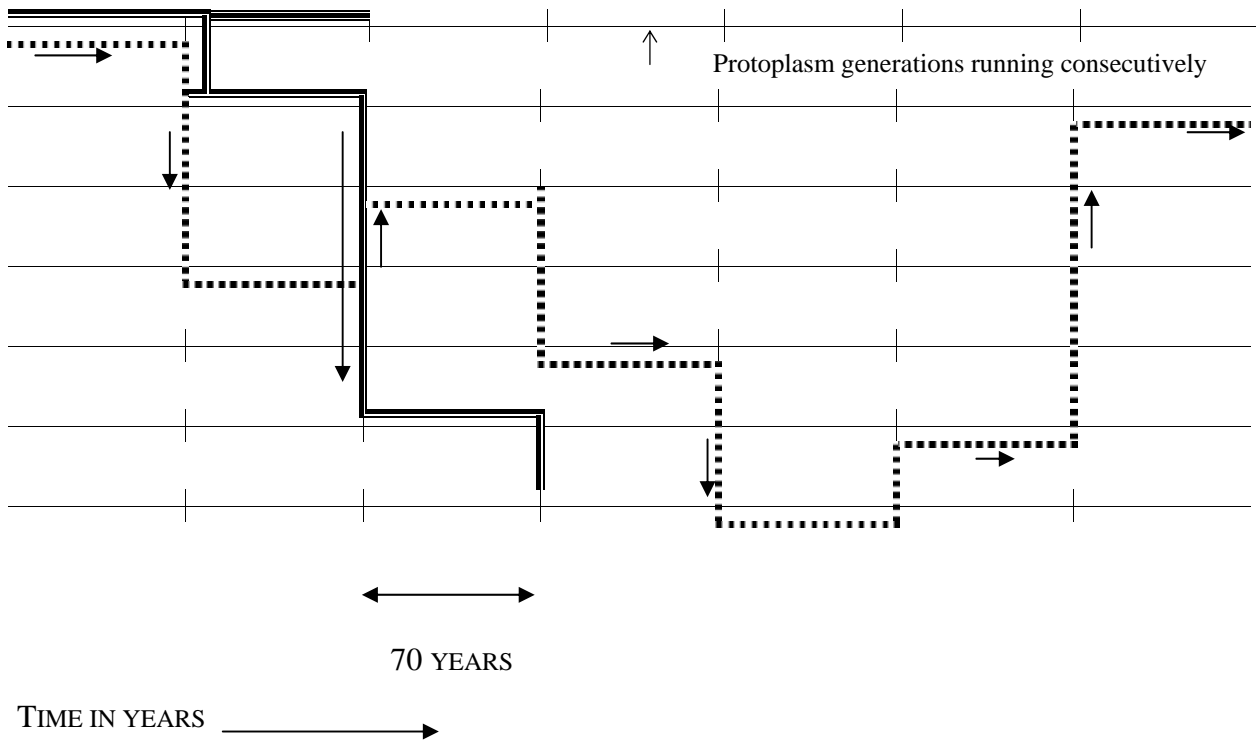 Protoplasm generations running consecutively
70 YEARS
TIME IN YEARS